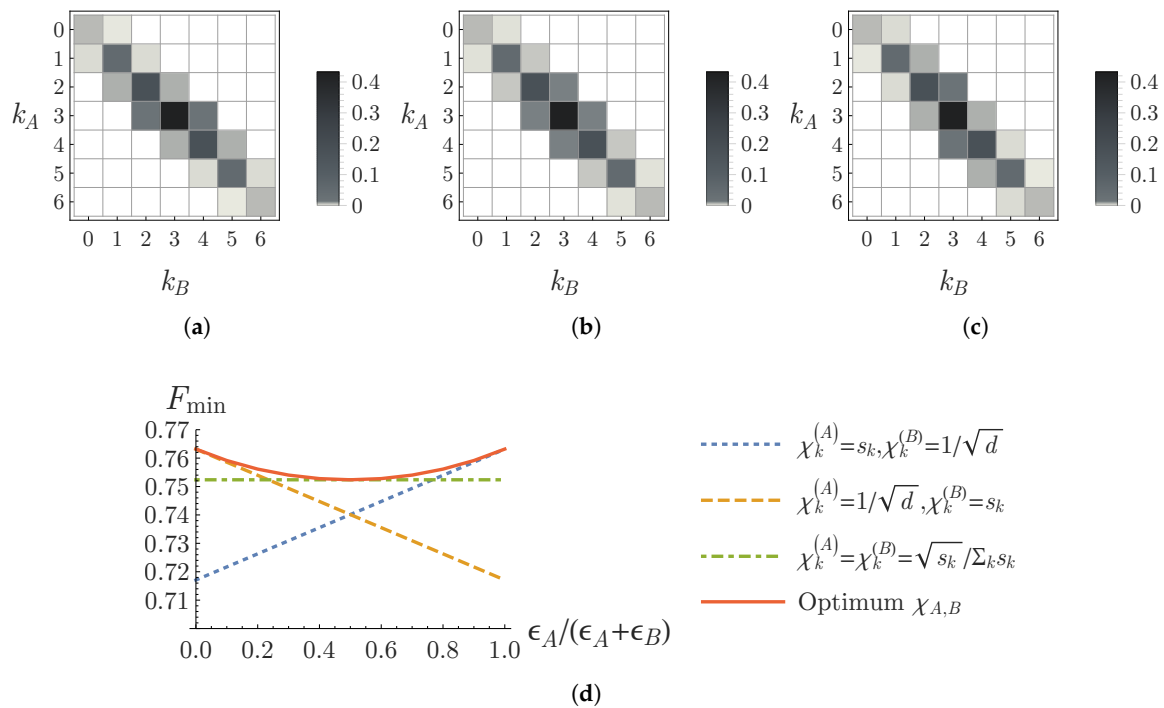 0
1
2
k_A 3
4
5
6
0 1 2 3 4 5 6
k_B
0.4
0.3
0.2
0.1
0
(a)
0
1
2
k_A 3
4
5
6
0 1 2 3 4 5 6
k_B
0.4
0.3
0.2
0.1
0
(b)
0
1
2
k_A 3
4
5
6
0 1 2 3 4 5 6
k_B
0.4
0.3
0.2
0.1
0
(c)
F_min
0.77
0.76
0.75
0.74
0.73
0.72
0.71
0.0 0.2 0.4 0.6 0.8 1.0
ϵ_A/(ϵ_A+ϵ_B)
χ_k^(A)=s_k,χ_k^(B)=1/√d
χ_k^(A)=1/√d ,χ_k^(B)=s_k
χ_k^(A)=χ_k^(B)=√s_k/Σ_k s_k
Optimum χ_A,B
(d)